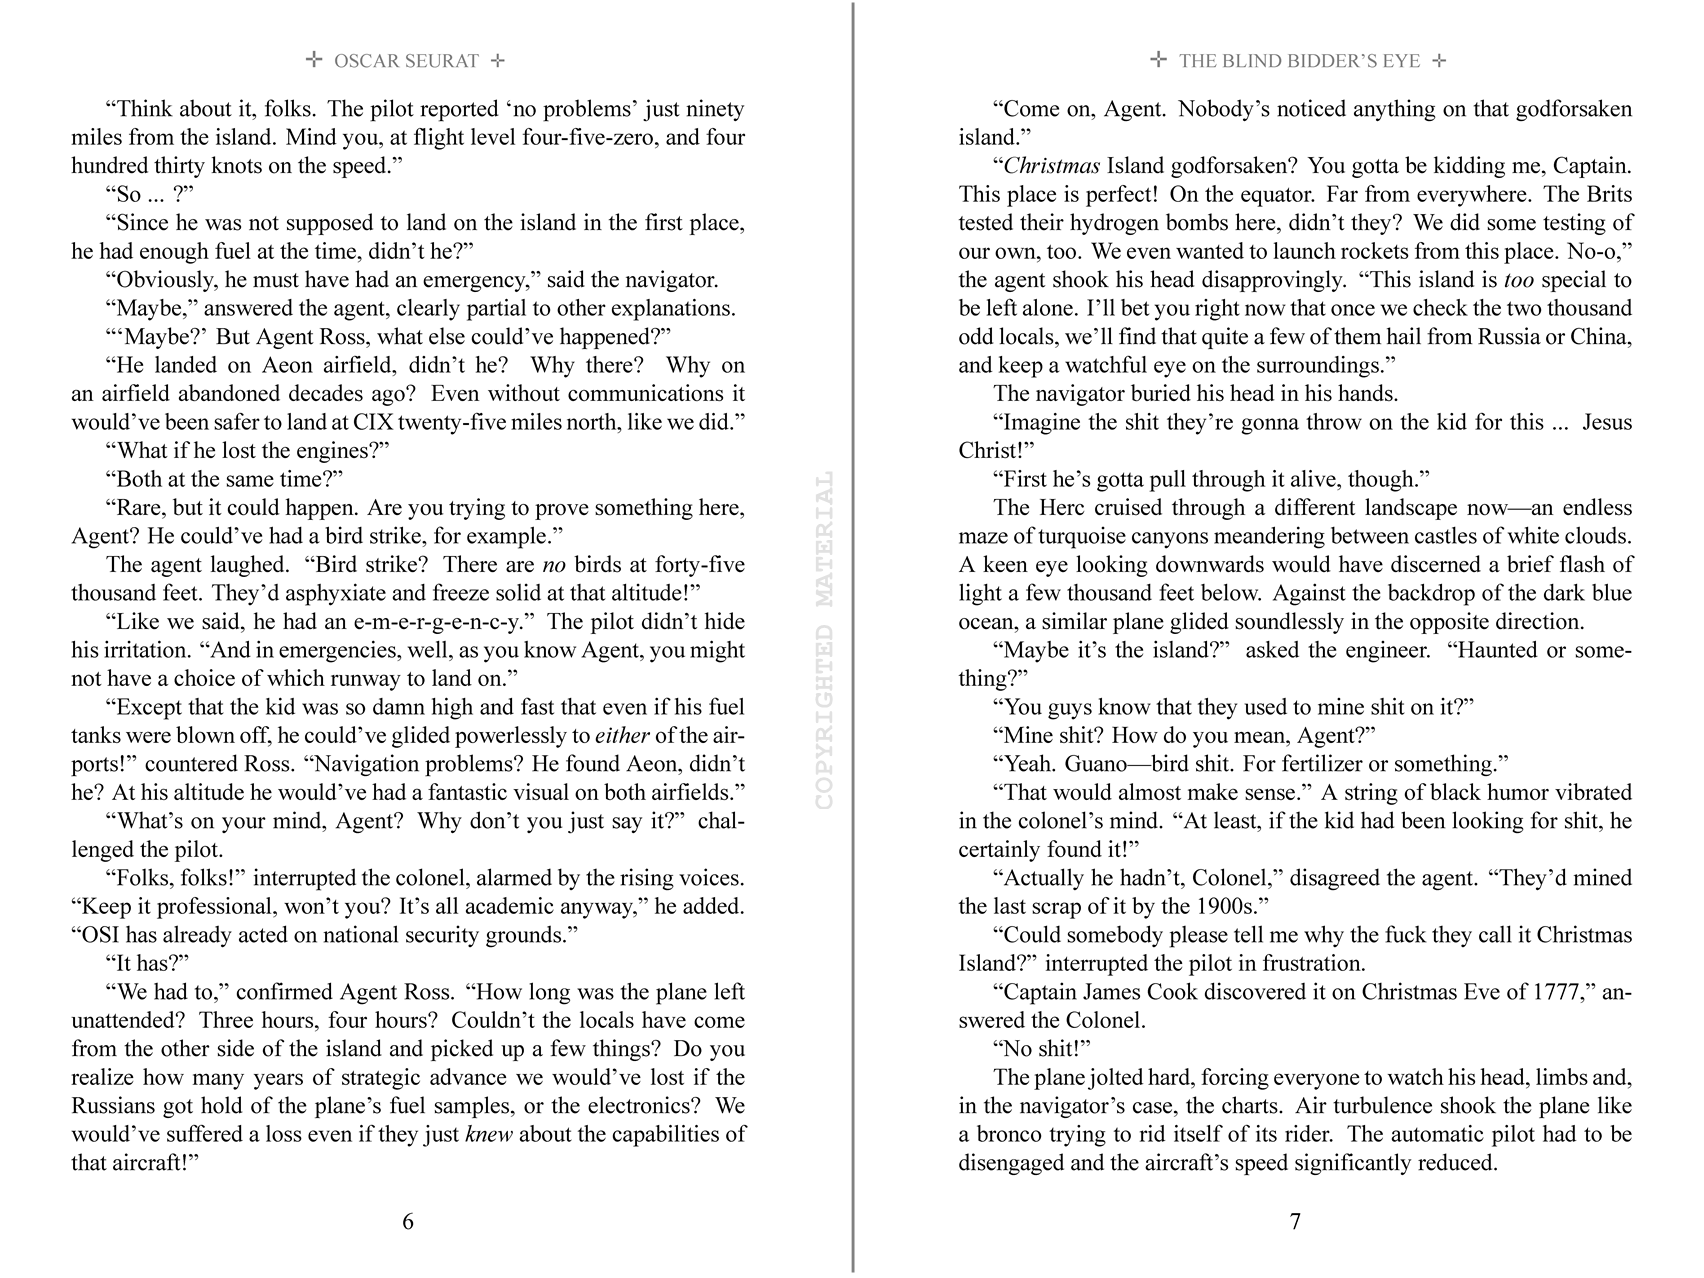 ✛ OSCAR SEURAT ✛
“Think about it, folks. The pilot reported ‘no problems’ just ninety
miles from the island. Mind you, at flight level four-five-zero, and four
hundred thirty knots on the speed.”
“So ... ?”
“Since he was not supposed to land on the island in the first place,
he had enough fuel at the time, didn’t he?”
“Obviously, he must have had an emergency,” said the navigator.
“Maybe,” answered the agent, clearly partial to other explanations.
“‘Maybe?’ But Agent Ross, what else could’ve happened?”
“He landed on Aeon airfield, didn’t he? Why there? Why on
an airfield abandoned decades ago? Even without communications it
would’ve been safer to land at CIX twenty-five miles north, like we did.”
“What if he lost the engines?”
“Both at the same time?”
“Rare, but it could happen. Are you trying to prove something here,
Agent? He could’ve had a bird strike, for example.”
The agent laughed. “Bird strike? There are no birds at forty-five
thousand feet. They’d asphyxiate and freeze solid at that altitude!”
“Like we said, he had an e-m-e-r-g-e-n-c-y.” The pilot didn’t hide
his irritation. “And in emergencies, well, as you know Agent, you might
not have a choice of which runway to land on.”
“Except that the kid was so damn high and fast that even if his fuel
tanks were blown off, he could’ve glided powerlessly to either of the air-
ports!” countered Ross. “Navigation problems? He found Aeon, didn’t
he? At his altitude he would’ve had a fantastic visual on both airfields.”
“What’s on your mind, Agent? Why don’t you just say it?” chal-
lenged the pilot.
“Folks, folks!” interrupted the colonel, alarmed by the rising voices.
“Keep it professional, won’t you? It’s all academic anyway,” he added.
“OSI has already acted on national security grounds.”
“It has?”
“We had to,” confirmed Agent Ross. “How long was the plane left
unattended? Three hours, four hours? Couldn’t the locals have come
from the other side of the island and picked up a few things? Do you
realize how many years of strategic advance we would’ve lost if the
Russians got hold of the plane’s fuel samples, or the electronics? We
would’ve suffered a loss even if they just knew about the capabilities of
that aircraft!”
6
COPYRIGHTED MATERIAL
✛ THE BLIND BIDDER’S EYE ✛
“Come on, Agent. Nobody’s noticed anything on that godforsaken
island.”
“Christmas Island godforsaken? You gotta be kidding me, Captain.
This place is perfect! On the equator. Far from everywhere. The Brits
tested their hydrogen bombs here, didn’t they? We did some testing of
our own, too. We even wanted to launch rockets from this place. No-o,”
the agent shook his head disapprovingly. “This island is too special to
be left alone. I’ll bet you right now that once we check the two thousand
odd locals, we’ll find that quite a few of them hail from Russia or China,
and keep a watchful eye on the surroundings.”
The navigator buried his head in his hands.
“Imagine the shit they’re gonna throw on the kid for this ... Jesus
Christ!”
“First he’s gotta pull through it alive, though.”
The Herc cruised through a different landscape now—an endless
maze of turquoise canyons meandering between castles of white clouds.
A keen eye looking downwards would have discerned a brief flash of
light a few thousand feet below. Against the backdrop of the dark blue
ocean, a similar plane glided soundlessly in the opposite direction.
“Maybe it’s the island?” asked the engineer. “Haunted or some-
thing?”
“You guys know that they used to mine shit on it?”
“Mine shit? How do you mean, Agent?”
“Yeah. Guano—bird shit. For fertilizer or something.”
“That would almost make sense.” A string of black humor vibrated
in the colonel’s mind. “At least, if the kid had been looking for shit, he
certainly found it!”
“Actually he hadn’t, Colonel,” disagreed the agent. “They’d mined
the last scrap of it by the 1900s.”
“Could somebody please tell me why the fuck they call it Christmas
Island?” interrupted the pilot in frustration.
“Captain James Cook discovered it on Christmas Eve of 1777,” an-
swered the Colonel.
“No shit!”
The plane jolted hard, forcing everyone to watch his head, limbs and,
in the navigator’s case, the charts. Air turbulence shook the plane like
a bronco trying to rid itself of its rider. The automatic pilot had to be
disengaged and the aircraft’s speed significantly reduced.
7